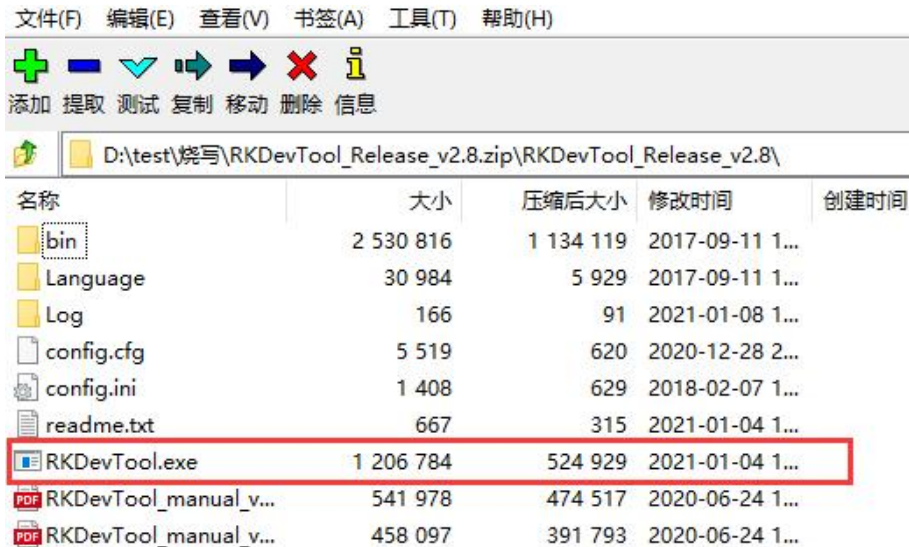 文件(F) 编辑(E) 查看(V) 书签(A) 工具(T) 帮助(H)
添加 提取 测试 复制 移动 删除 信息
D:\test\烧写\RKDevTool_Release_v2.8.zip\RKDevTool_Release_v2.8\
名称 大小 压缩后大小 修改时间 创建时间
bin 2 530 816 1 134 119 2017-09-11 1...
Language 30 984 5 929 2017-09-11 1...
Log 166 91 2021-01-08 1...
config.cfg 5 519 620 2020-12-28 2...
config.ini 1 408 629 2018-02-07 1...
readme.txt 667 315 2021-01-04 1...
RKDevTool.exe 1 206 784 524 929 2021-01-04 1...
PDF RKDevTool_manual_v... 541 978 474 517 2020-06-24 1...
PDF RKDevTool_manual_v... 458 097 391 793 2020-06-24 1...